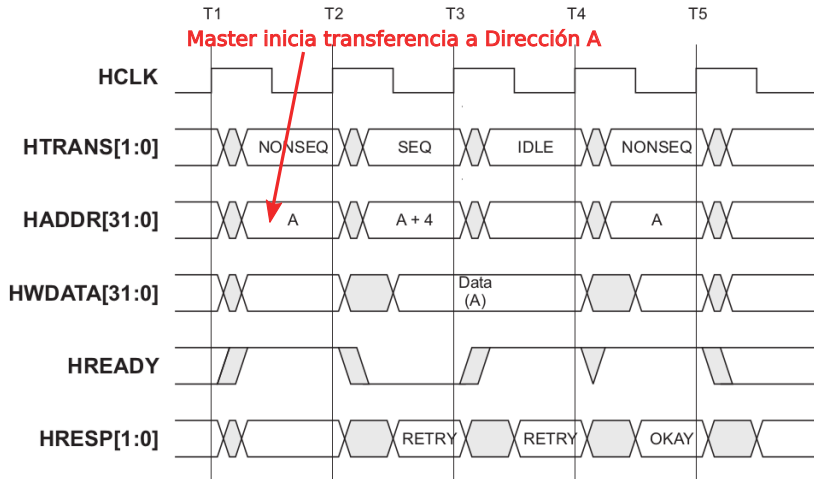 T1 T2 T3 T4 T5
Master inicia transferencia a Dirección A
HCLK
HTRANS[1:0] NONSEQ SEQ IDLE NONSEQ
HADDR[31:0] A A + 4 A
HWDATA[31:0] Data
(A)
HREADY
HRESP[1:0] RETRY RETRY OKAY